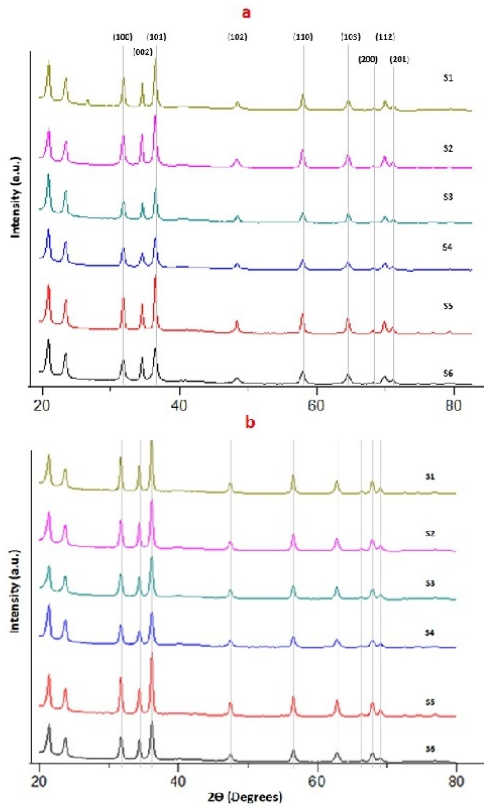 a
(100) (101) (102) (110) (103) (112)
(002) (200) (201)
S1
S2
S3
S4
S5
S6
Intensity (a.u.)
20 40 60 80
b
S1
S2
S3
S4
S5
S6
Intensity (a.u.)
20 40 60 80
2Θ (Degrees)